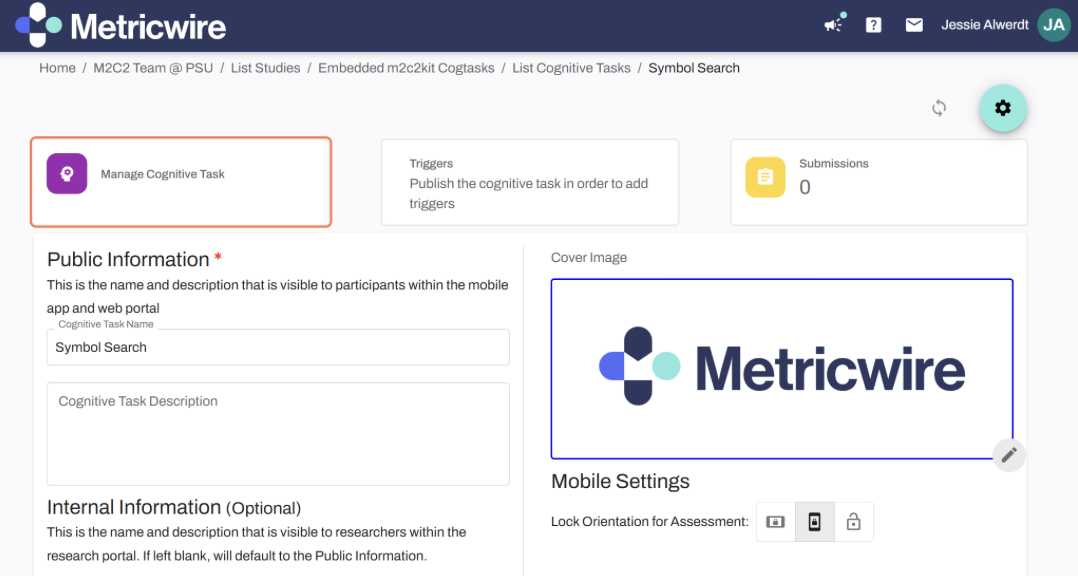 Metricwire
Jessie Alwerdt
JA
Home / M2C2 Team @ PSU / List Studies / Embedded m2c2kit Cogtasks / List Cognitive Tasks / Symbol Search
Manage Cognitive Task
Triggers
Publish the cognitive task in order to add
triggers
Submissions
0
Public Information *
This is the name and description that is visible to participants within the mobile
app and web portal
Cognitive Task Name
Symbol Search
Cognitive Task Description
Internal Information (Optional)
This is the name and description that is visible to researchers within the
research portal. If left blank, will default to the Public Information.
Cover Image
Metricwire
Mobile Settings
Lock Orientation for Assessment: